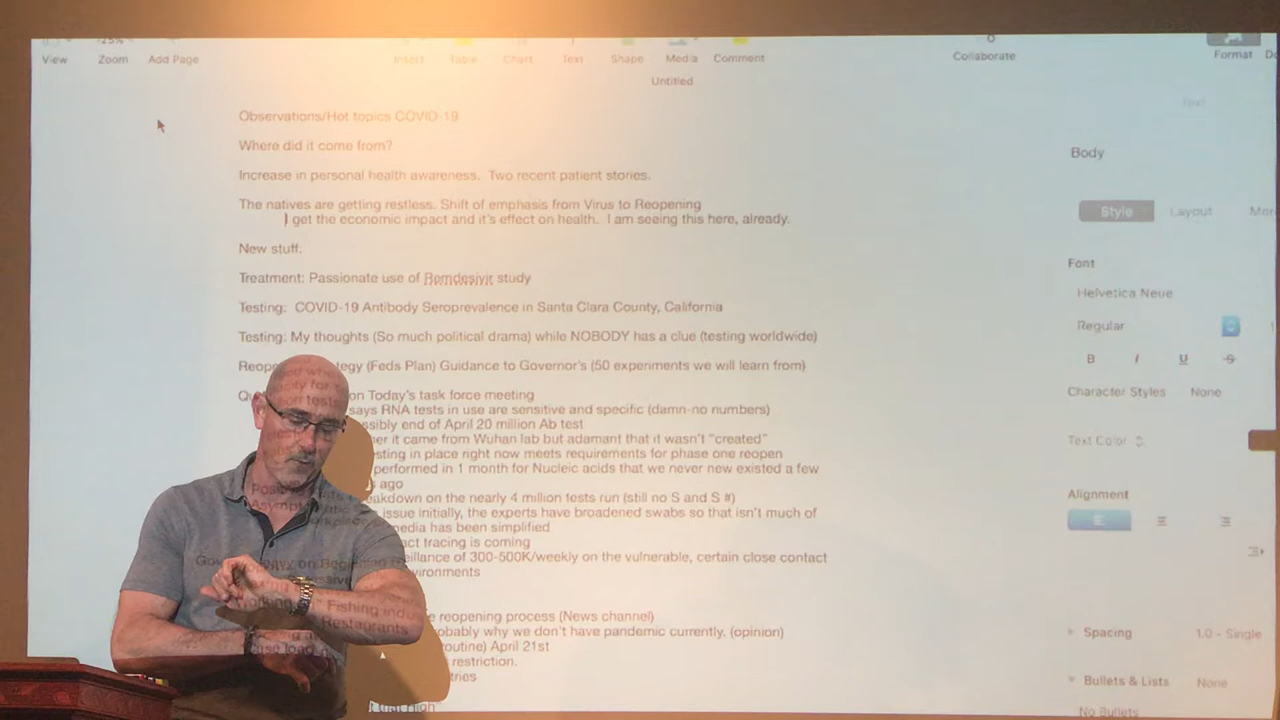 View
Zoom
Add Page
Insert
Table
Chart
Text
Shape
Media
Comment
Collaborate
Format
Untitled
Observations/Hot topics COVID-19
Where did it come from?
Increase in personal health awareness. Two recent patient stories.
The natives are getting restless. Shift of emphasis from Virus to Reopening
I get the economic impact and it's effect on health. I am seeing this here, already.
New stuff:
Treatment: Passionate use of Remdesivir study
Testing: COVID-19 Antibody Seroprevalence in Santa Clara County, California
Testing: My thoughts (So much political drama) while NOBODY has a clue (testing worldwide)
(Feds Plan) Guidance to Governor's (50 experiments we will learn from)
on Today's task force meeting
says RNA tests in use are sensitive and specific (damn-no numbers)
end of April 20 million Ab test
it came from Wuhan lab but adamant that it wasn't "created"
in place right now meets requirements for phase one reopen
performed in 1 month for Nucleic acids that we never new existed a few
ago
on the nearly 4 million tests run (still no S and S #)
issue initially, the experts have broadened swabs so that isn't much of
media has been simplified
tracing is coming
of 300-500K/weekly on the vulnerable, certain close contact
reopening process (News channel)
why we don't have pandemic currently. (opinion)
April 21st
restriction.
Text
Body
Style
Layout
Font
Helvetica Neue
Regular
B
I
U
S
Character Styles
None
Text Color
Alignment
Spacing
1.0 - Single
Bullets & Lists
None
No Bullets
Fishing
Restaurants